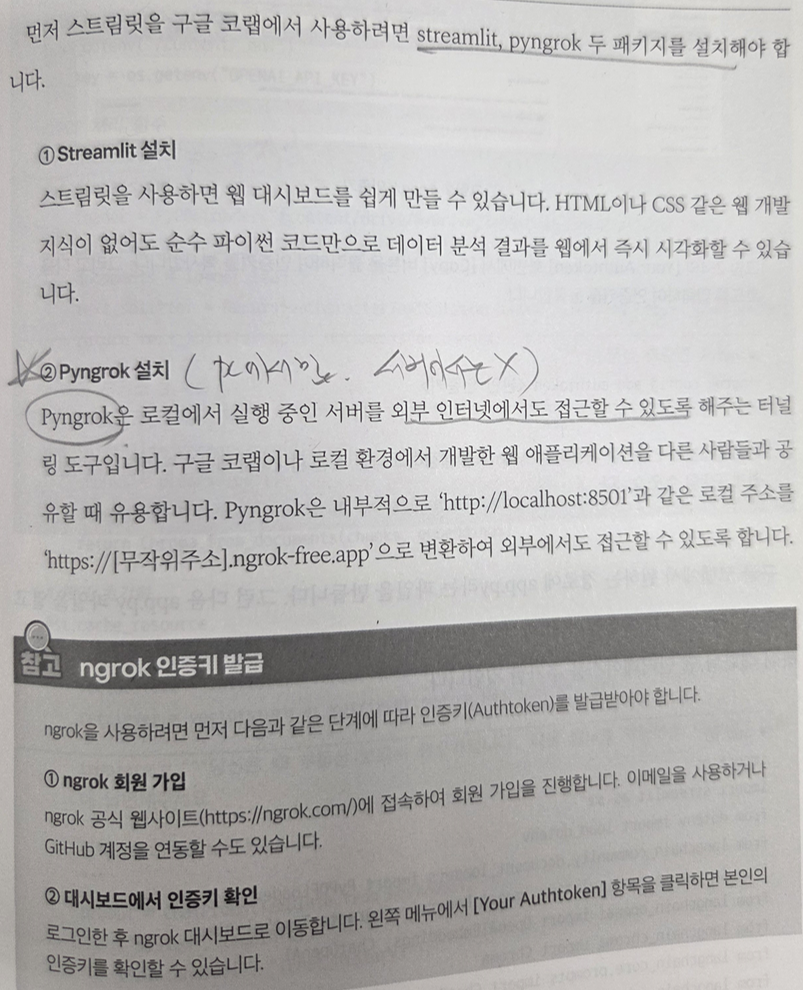 먼저 스트림릿을 구글 코랩에서 사용하려면 streamlit, pyngrok 두 패키지를 설치해야 합
니다.
①Streamlit 설치
스트림릿을 사용하면 웹 대시보드를 쉽게 만들 수 있습니다. HTML이나 CSS 같은 웹 개발
지식이 없어도 순수 파이썬 코드만으로 데이터 분석 결과를 웹에서 즉시 시각화할 수 있습
니다.
②Pyngrok 설치 ( 에서만. 서버에서는 X )
Pyngrok은 로컬에서 실행 중인 서버를 외부 인터넷에서도 접근할 수 있도록 해주는 터널
링 도구입니다. 구글 코랩이나 로컬 환경에서 개발한 웹 애플리케이션을 다른 사람들과 공
유할 때 유용합니다. Pyngrok은 내부적으로 ‘http://localhost:8501’과 같은 로컬 주소를
‘https://[무작위주소].ngrok-free.app’으로 변환하여 외부에서도 접근할 수 있도록 합니다.
참고 ngrok 인증키 발급
ngrok을 사용하려면 먼저 다음과 같은 단계에 따라 인증키(Authtoken)를 발급받아야 합니다.
① ngrok 회원 가입
ngrok 공식 웹사이트(https://ngrok.com/)에 접속하여 회원 가입을 진행합니다. 이메일을 사용하거나
GitHub 계정을 연동할 수도 있습니다.
② 대시보드에서 인증키 확인
로그인한 후 ngrok 대시보드로 이동합니다. 왼쪽 메뉴에서 [Your Authtoken] 항목을 클릭하면 본인의
인증키를 확인할 수 있습니다.